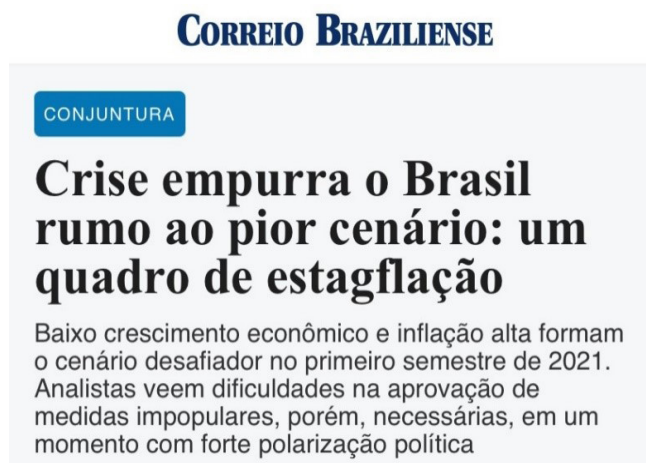 CORREIO BRAZILIENSE
CONJUNTURA
Crise empurra o Brasil
rumo ao pior cenário: um
quadro de estagflação
Baixo crescimento econômico e inflação alta formam
o cenário desafiador no primeiro semestre de 2021.
Analistas veem dificuldades na aprovação de
medidas impopulares, porém, necessárias, em um
momento com forte polarização política